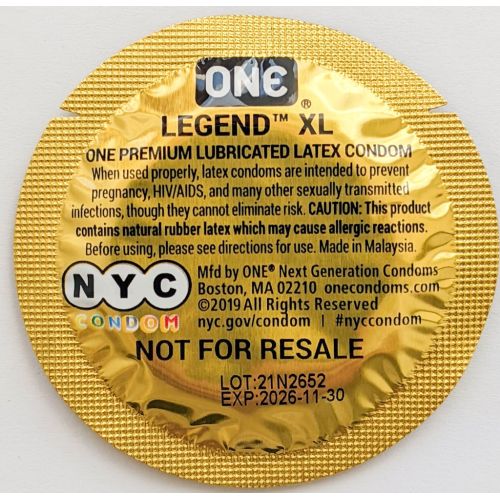 ONE®
LEGEND™ XL
ONE PREMIUM LUBRICATED LATEX CONDOM
When used properly, latex condoms are intended to prevent
pregnancy, HIV/AIDS, and many other sexually transmitted
infections, though they cannot eliminate risk. CAUTION: This product
contains natural rubber latex which may cause allergic reactions.
Before using, please see directions for use. Made in Malaysia.
NYC
CONDOM
Mfd by ONE® Next Generation Condoms
Boston, MA 02210 onecondoms.com
©2019 All Rights Reserved
nyc.gov/condom | #nyccondom
NOT FOR RESALE
LOT:21N2652
EXP:2026-11-30